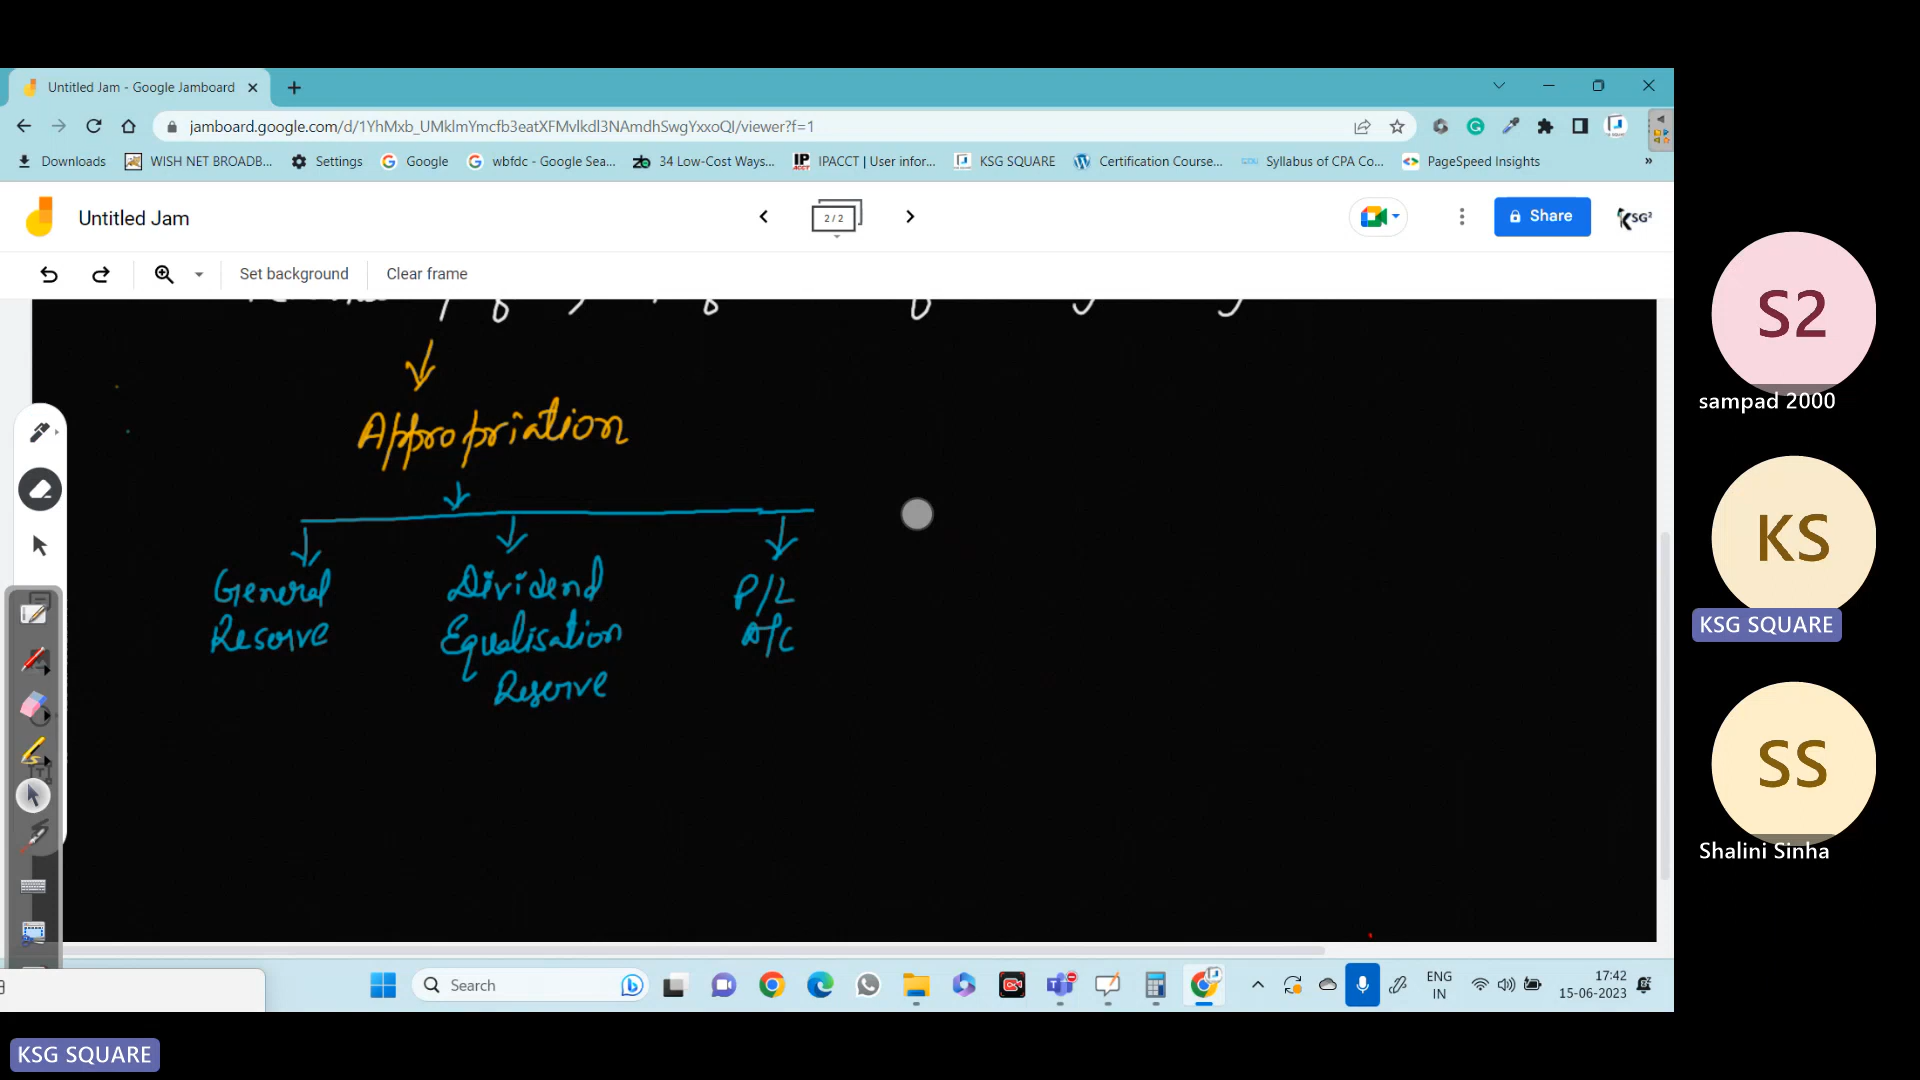 Untitled Jam - Google Jamboard
jamboard.google.com/d/1YhMxb_UMklmYmcfb3eatXFMvlkdl3NAmdhSwgYxxoQI/viewer?f=1
Downloads WISH NET BROADB... Settings Google wbfdc - Google Sea... 34 Low-Cost Ways... IPACCT | User infor... KSG SQUARE Certification Course... Syllabus of CPA Co... PageSpeed Insights »
Untitled Jam
2 / 2
Share
KSG²
Set background Clear frame
Appropriation
General Reserve
Dividend Equalisation Reserve
P/L A/C
S2
sampad 2000
KS
KSG SQUARE
SS
Shalini Sinha
Search
ENG
IN
17:42
15-06-2023
KSG SQUARE